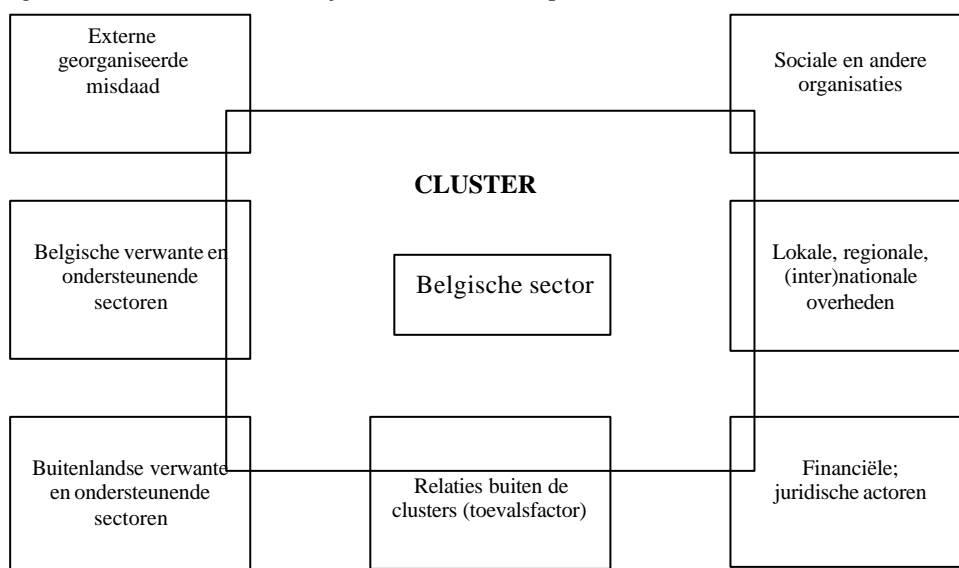 Externe
georganiseerde
misdaad
Sociale en andere
organisaties
CLUSTER
Belgische verwante en
ondersteunende
sectoren
Belgische sector
Lokale, regionale,
(inter)nationale
overheden
Buitenlandse verwante
en ondersteunende
sectoren
Relaties buiten de
clusters (toevalsfactor)
Financiële;
juridische actoren